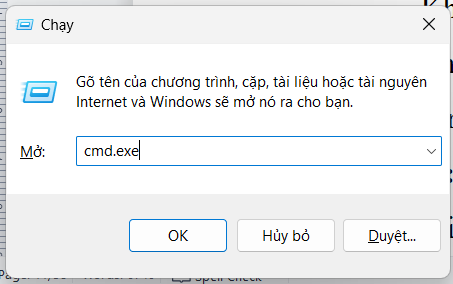 Chạy
Gõ tên của chương trình, cặp, tài liệu hoặc tài nguyên
Internet và Windows sẽ mở nó ra cho bạn.
Mở: cmd.exe
OK Hủy bỏ Duyệt...